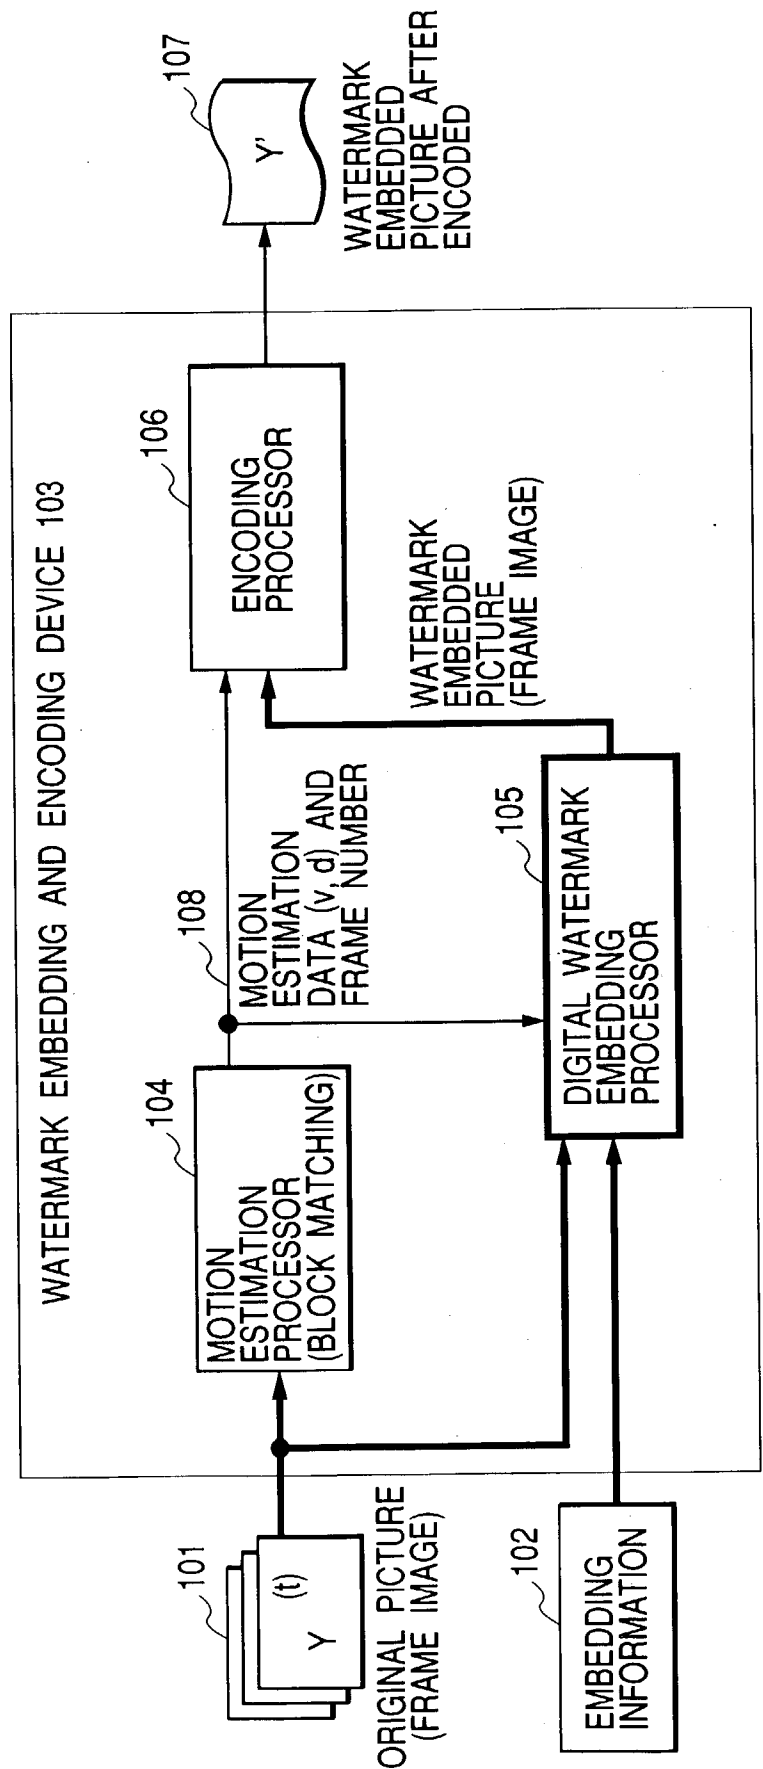 WATERMARK EMBEDDING AND ENCODING DEVICE 103
101
Y (t)
ORIGINAL PICTURE
(FRAME IMAGE)
102
EMBEDDING
INFORMATION
104
MOTION
ESTIMATION
PROCESSOR
(BLOCK MATCHING)
108
MOTION
ESTIMATION
DATA (v, d) AND
FRAME NUMBER
105
DIGITAL WATERMARK
EMBEDDING
PROCESSOR
106
ENCODING
PROCESSOR
WATERMARK
EMBEDDED
PICTURE
(FRAME IMAGE)
107
Y'
WATERMARK
EMBEDDED
PICTURE AFTER
ENCODED